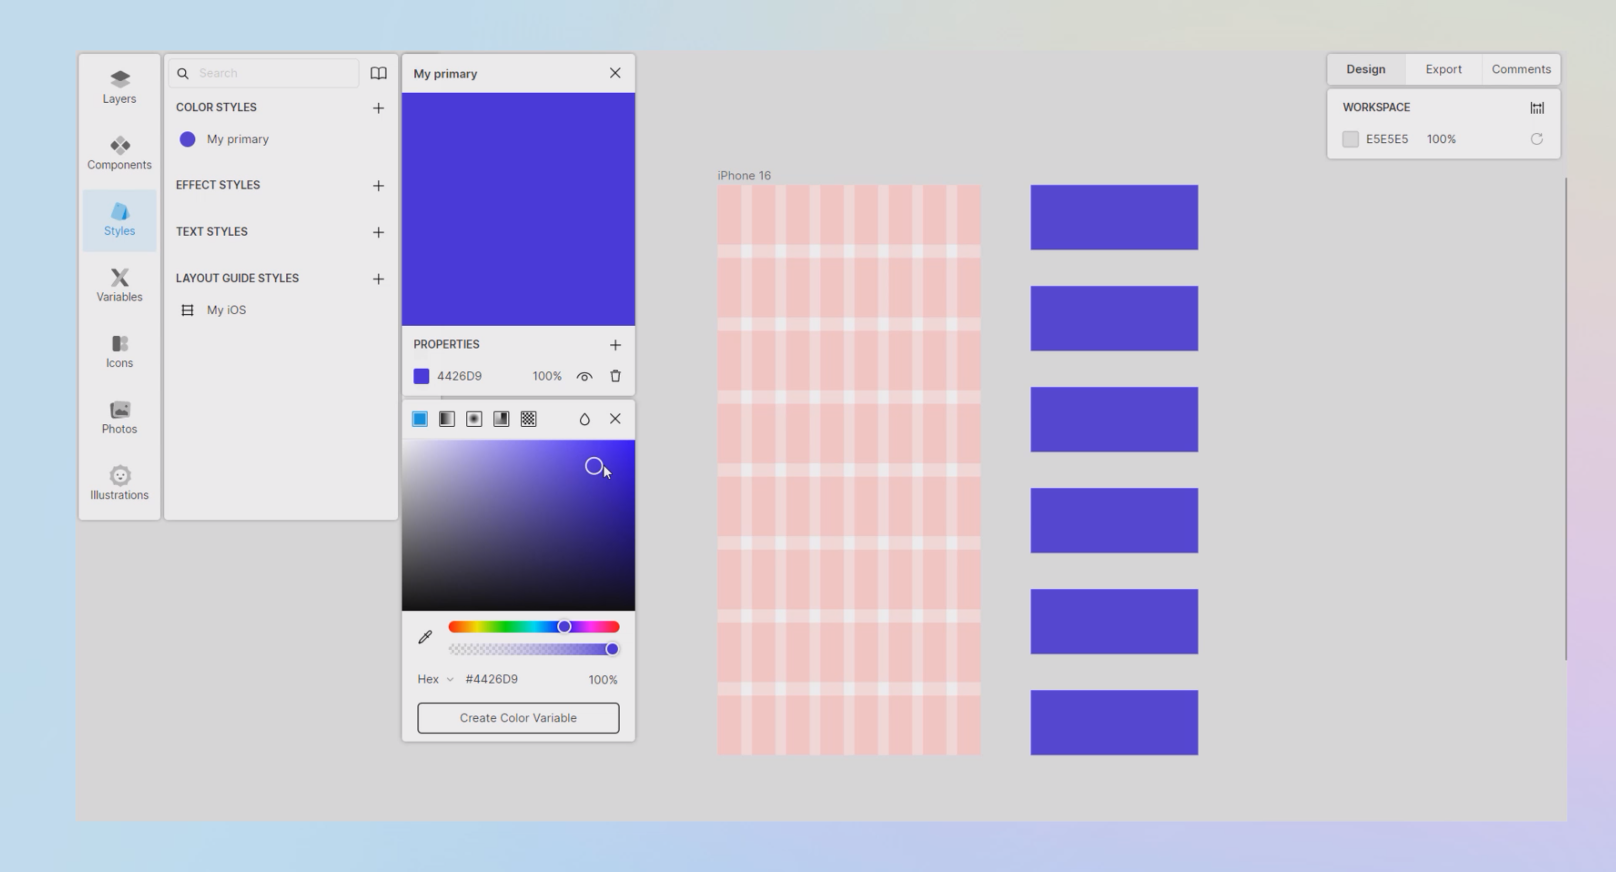 Layers
Components
Styles
Variables
Icons
Photos
Illustrations
Search
COLOR STYLES
My primary
EFFECT STYLES
TEXT STYLES
LAYOUT GUIDE STYLES
My iOS
My primary
PROPERTIES
4426D9 100%
Hex #4426D9 100%
Create Color Variable
iPhone 16
Design Export Comments
WORKSPACE
E5E5E5 100%